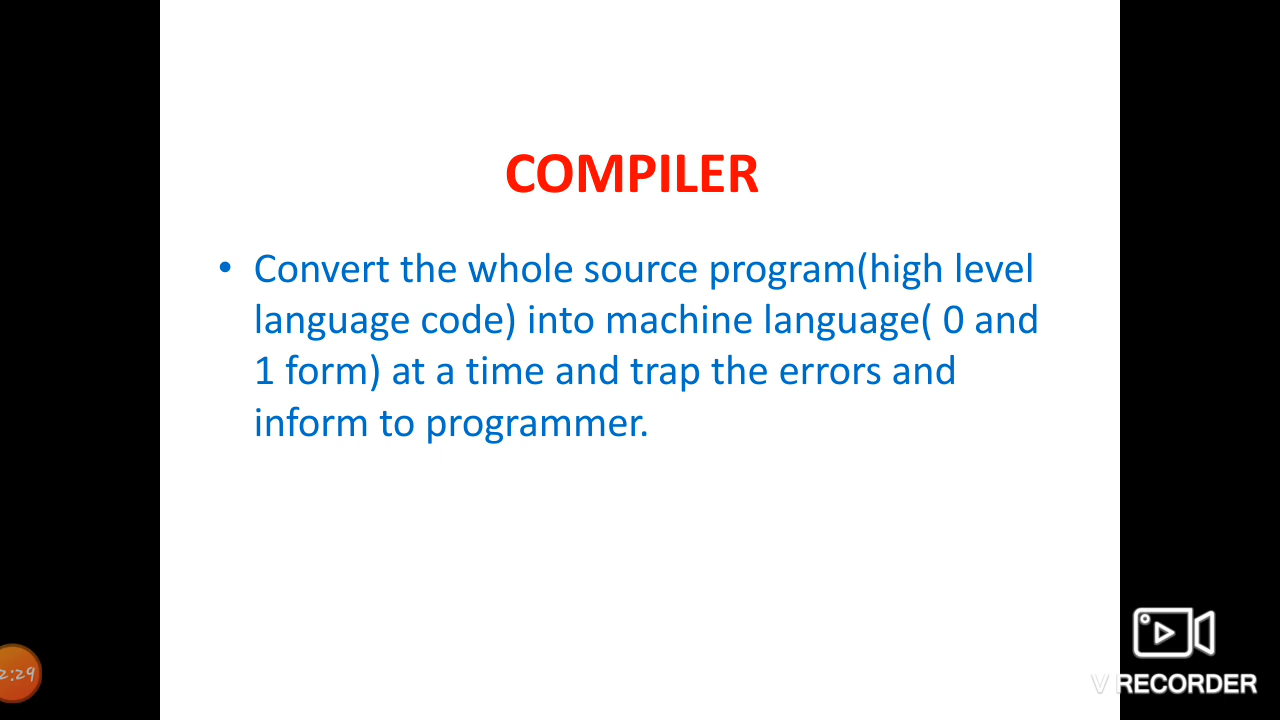 COMPILER
• Convert the whole source program(high level
language code) into machine language( 0 and
1 form) at a time and trap the errors and
inform to programmer.
2:29
V RECORDER